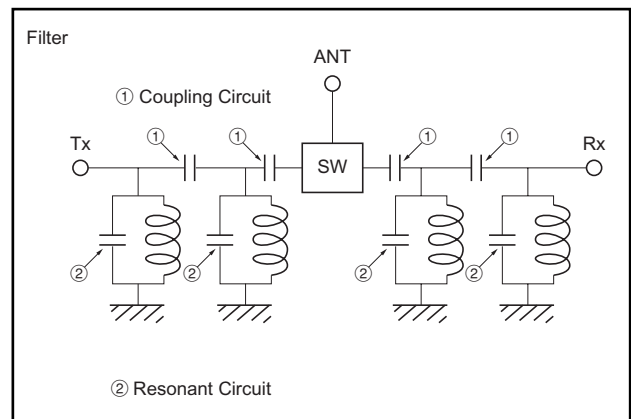 Filter
ANT
① Coupling Circuit
Tx ① ① ① ① Rx
SW
② ② ② ②
② Resonant Circuit